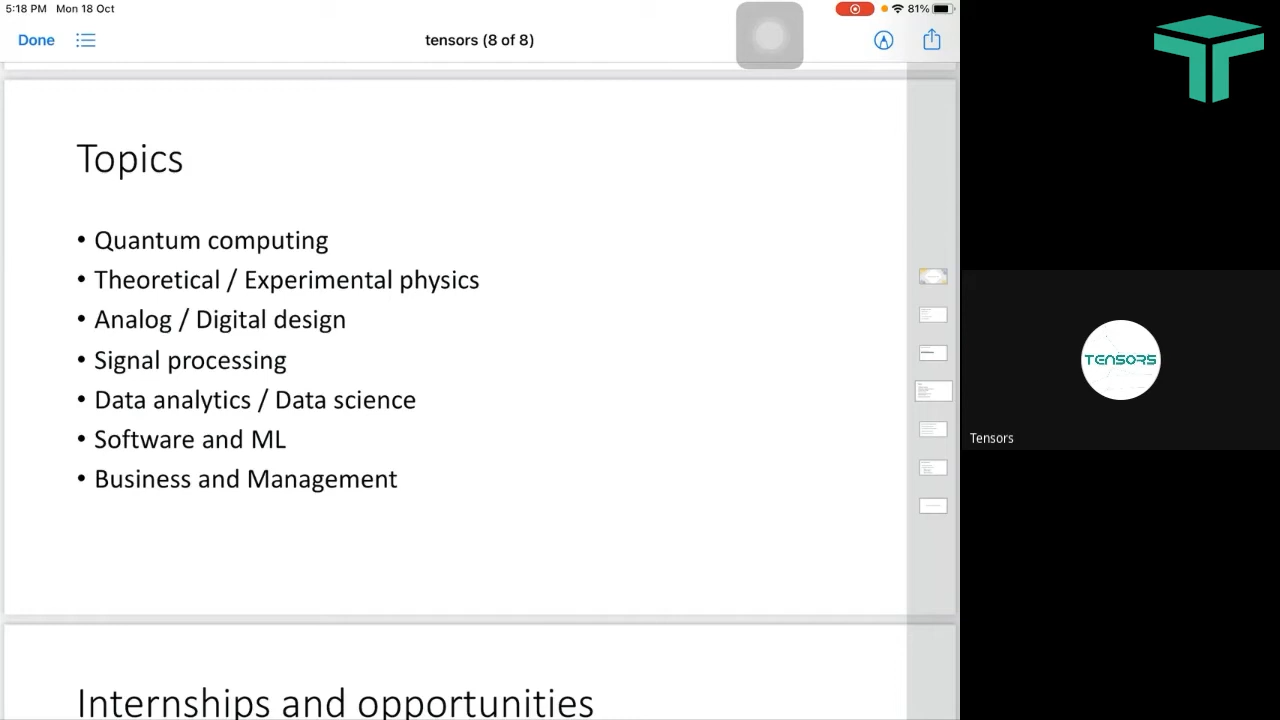 5:18 PM Mon 18 Oct
81%
Done
tensors (8 of 8)
Topics
• Quantum computing
• Theoretical / Experimental physics
• Analog / Digital design
• Signal processing
• Data analytics / Data science
• Software and ML
• Business and Management
Internships and opportunities
TENSORS
Tensors